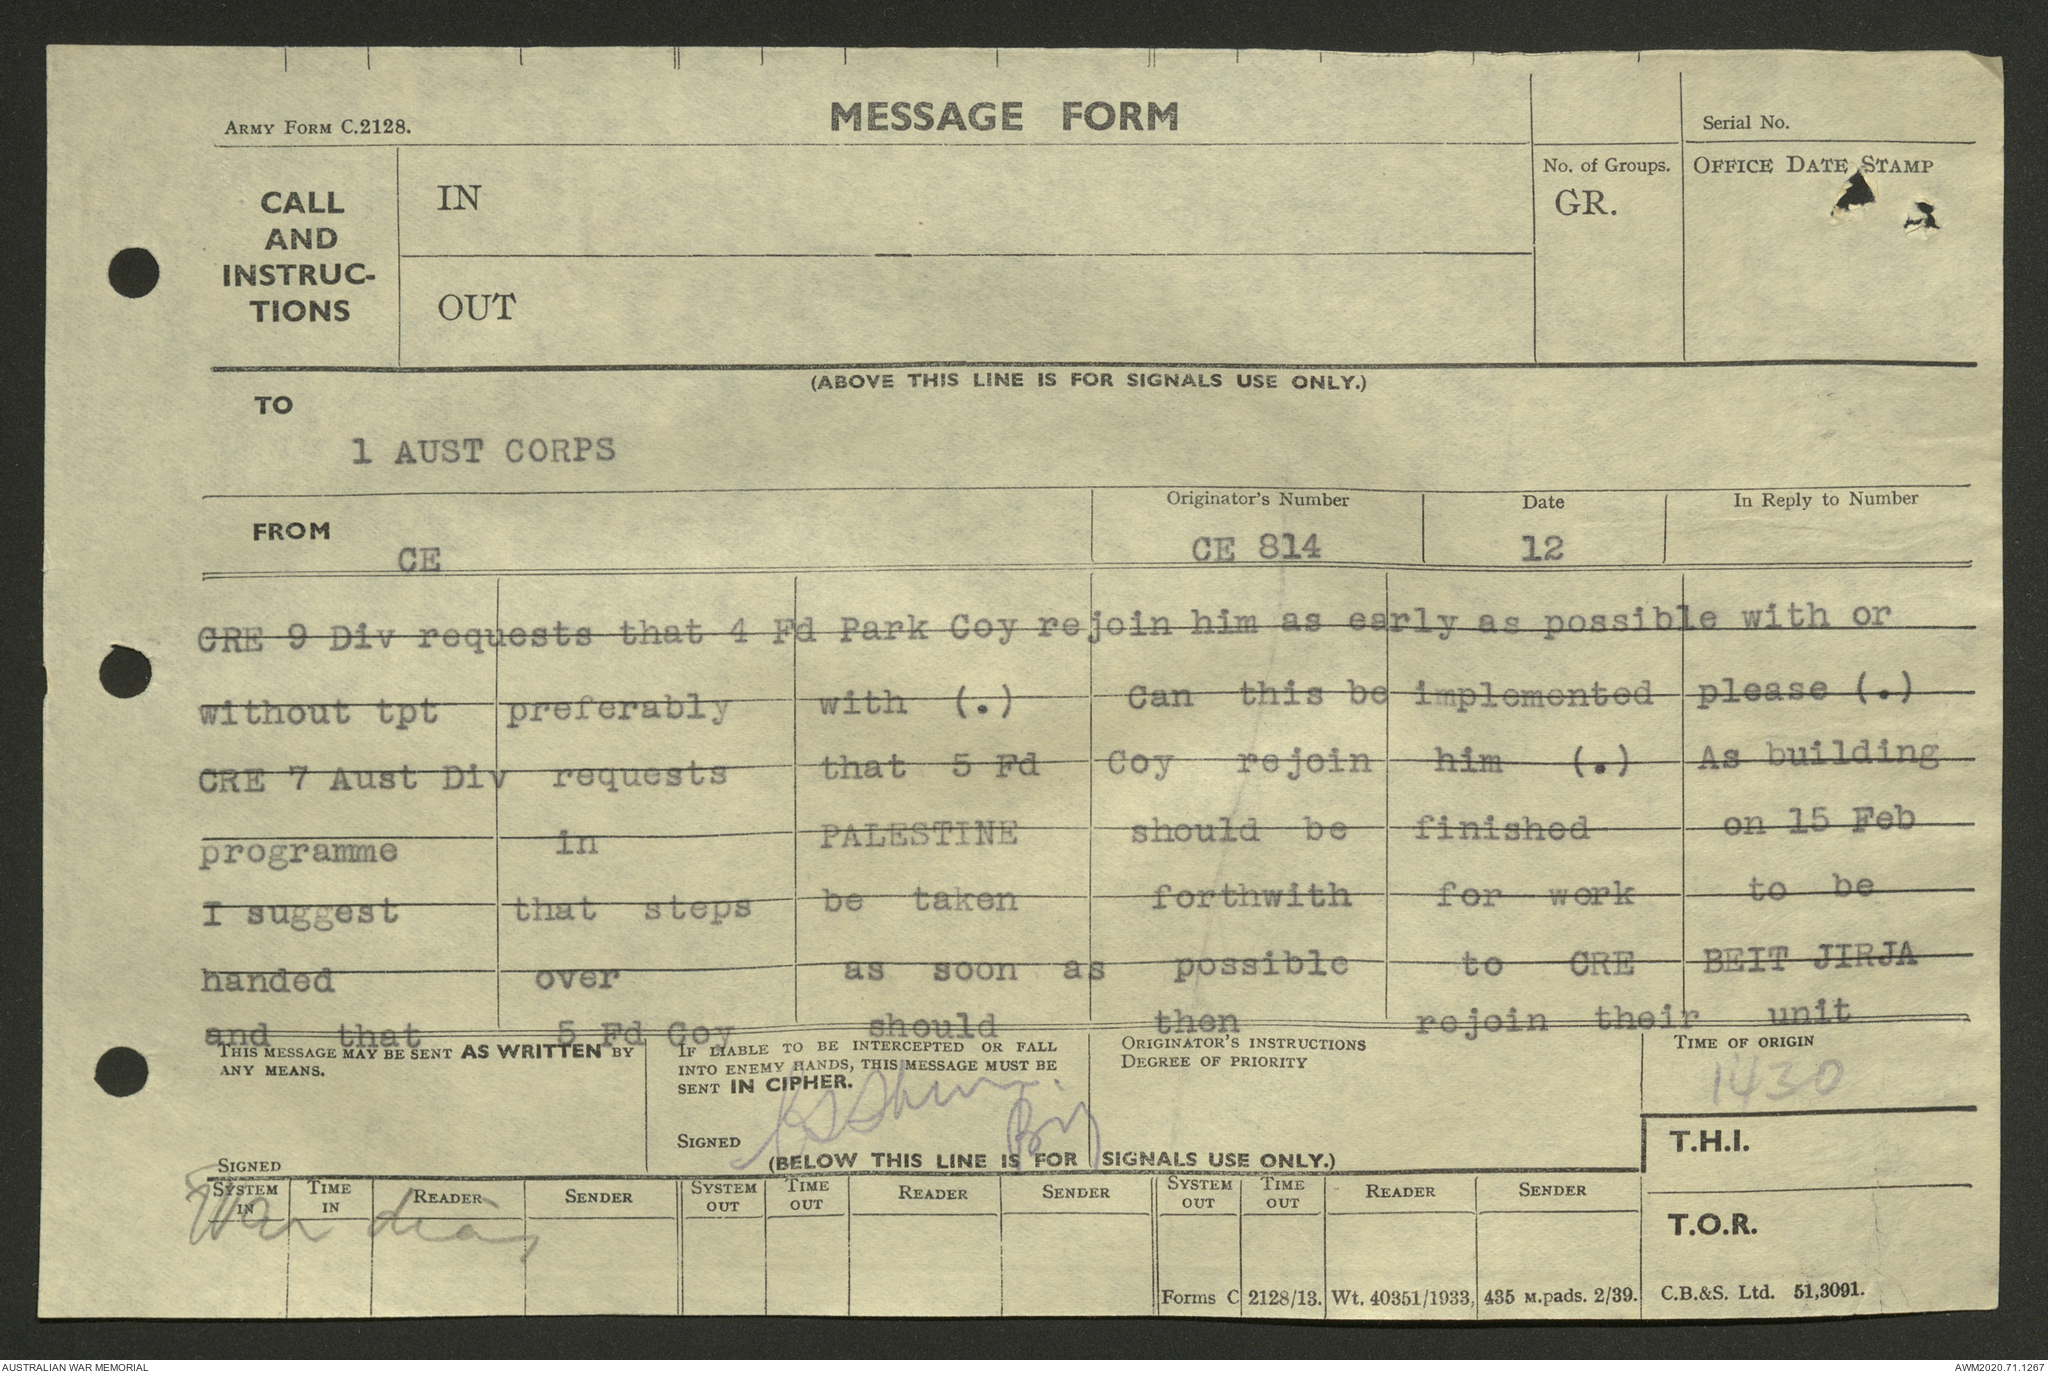 ARMY FORM C.2128.
MESSAGE FORM
Serial No.
CALL
AND
INSTRUC-
TIONS
IN
OUT
No. of Groups.
GR.
OFFICE DATE STAMP
(ABOVE THIS LINE IS FOR SIGNALS USE ONLY.)
TO
1 AUST CORPS
FROM
CE
Originator's Number
CE 814
Date
12
In Reply to Number
CRE 9 Div requests that 4 Fd Park Coy rejoin him as early as possible with or
without tpt preferably with (.) Can this be implemented please (.)
CRE 7 Aust Div requests that 5 Fd Coy rejoin him (.) As building
programme in PALESTINE should be finished on 15 Feb
I suggest that steps be taken forthwith for work to be
handed over as soon as possible to CRE BEIT JIRJA
and that 5 Fd Coy should then rejoin their unit
THIS MESSAGE MAY BE SENT AS WRITTEN BY
ANY MEANS.
SIGNED
IF LIABLE TO BE INTERCEPTED OR FALL
INTO ENEMY HANDS, THIS MESSAGE MUST BE
SENT IN CIPHER.
SIGNED
ORIGINATOR'S INSTRUCTIONS
DEGREE OF PRIORITY
TIME OF ORIGIN
1430
T.H.I.
(BELOW THIS LINE IS FOR SIGNALS USE ONLY.)
SYSTEM IN
TIME IN
READER
SENDER
SYSTEM OUT
TIME OUT
READER
SENDER
SYSTEM OUT
TIME OUT
READER
SENDER
War diary
T.O.R.
Forms C 2128/13. Wt. 40351/1933, 435 M.pads. 2/39. C.B.&S. Ltd. 51,3091.
AUSTRALIAN WAR MEMORIAL
AWM2020.71.1267